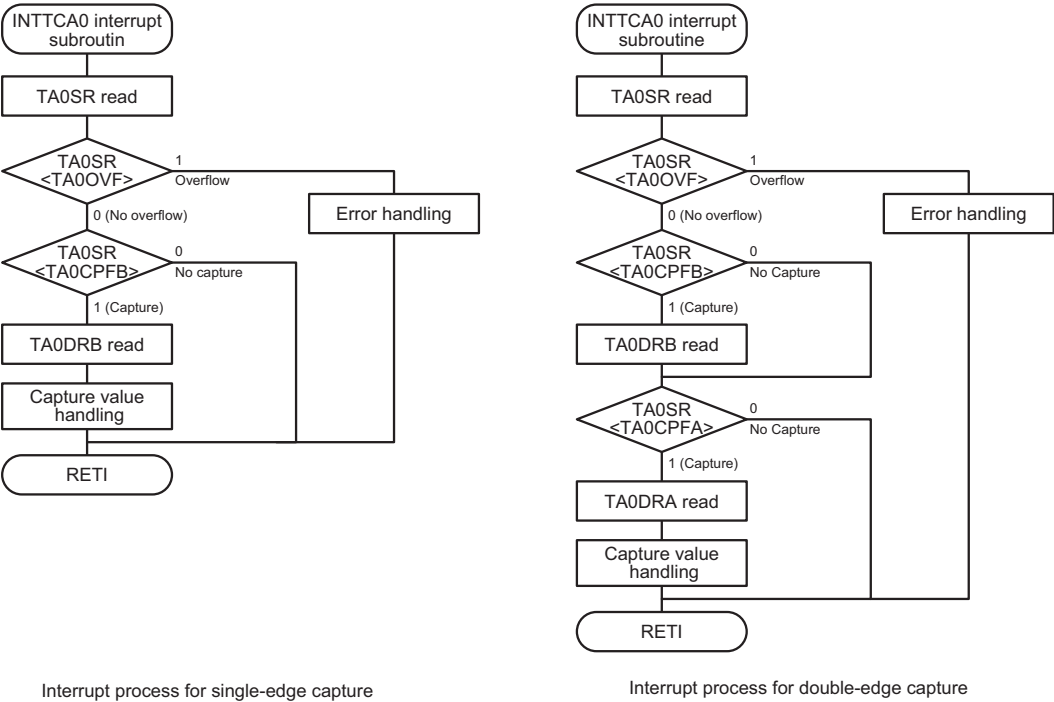 INTTCA0 interrupt
subroutin
TA0SR read
TA0SR
<TA0OVF>
1
Overflow
0 (No overflow)
Error handling
TA0SR
<TA0CPFB>
0
No capture
1 (Capture)
TA0DRB read
Capture value
handling
RETI
Interrupt process for single-edge capture
INTTCA0 interrupt
subroutine
TA0SR read
TA0SR
<TA0OVF>
1
Overflow
0 (No overflow)
Error handling
TA0SR
<TA0CPFB>
0
No Capture
1 (Capture)
TA0DRB read
TA0SR
<TA0CPFA>
0
No Capture
1 (Capture)
TA0DRA read
Capture value
handling
RETI
Interrupt process for double-edge capture